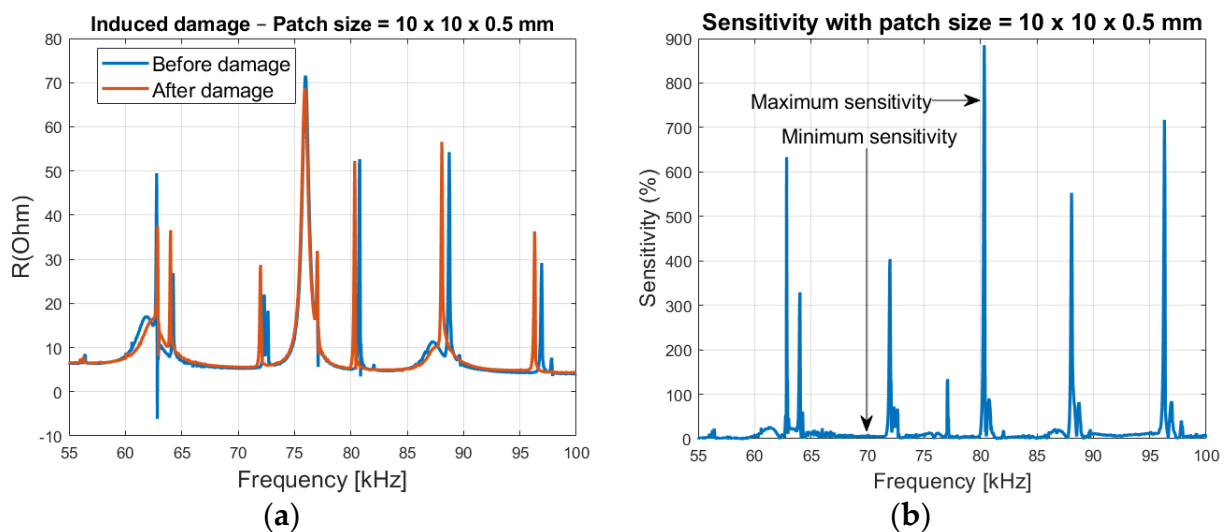 Induced damage – Patch size = 10 x 10 x 0.5 mm
80
70
60
50
40
30
20
10
0
-10
Before damage
After damage
R(Ohm)
55 60 65 70 75 80 85 90 95 100
Frequency [kHz]
(a)
Sensitivity with patch size = 10 x 10 x 0.5 mm
900
800
700
600
500
400
300
200
100
0
Maximum sensitivity
Minimum sensitivity
Sensitivity (%)
55 60 65 70 75 80 85 90 95 100
Frequency [kHz]
(b)